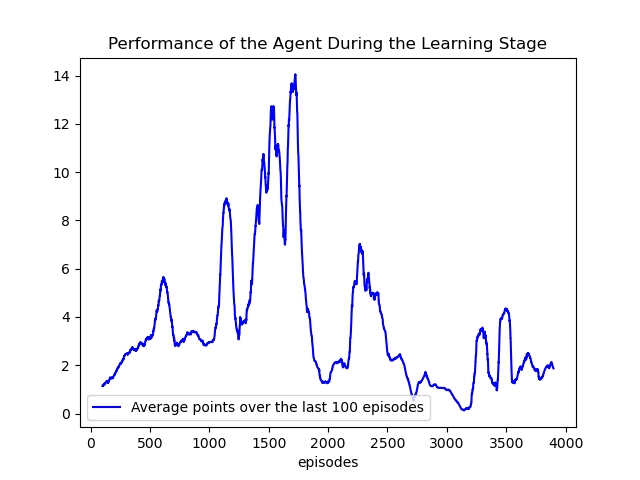 Performance of the Agent During the Learning Stage
14
12
10
8
6
4
2
0
Average points over the last 100 episodes
0 500 1000 1500 2000 2500 3000 3500 4000
episodes